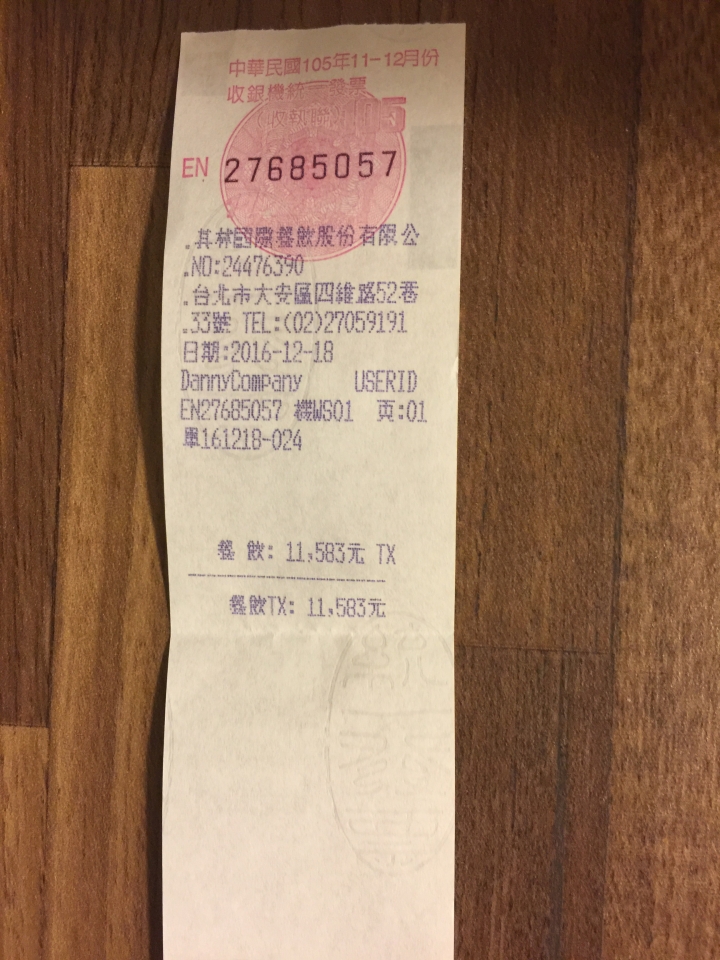 中華民國105年11-12月份
收銀機統一發票
(收執聯)
EN 27685057
.其林國際餐飲股份有限公
.NO:24476390
.台北市大安區四維路52巷
.33號 TEL:(02)27059191
日期:2016-12-18
DannyCompany USERID
EN27685057 機WS01 頁:01
單161218-024
餐 飲: 11,583元 TX
餐飲TX: 11,583元